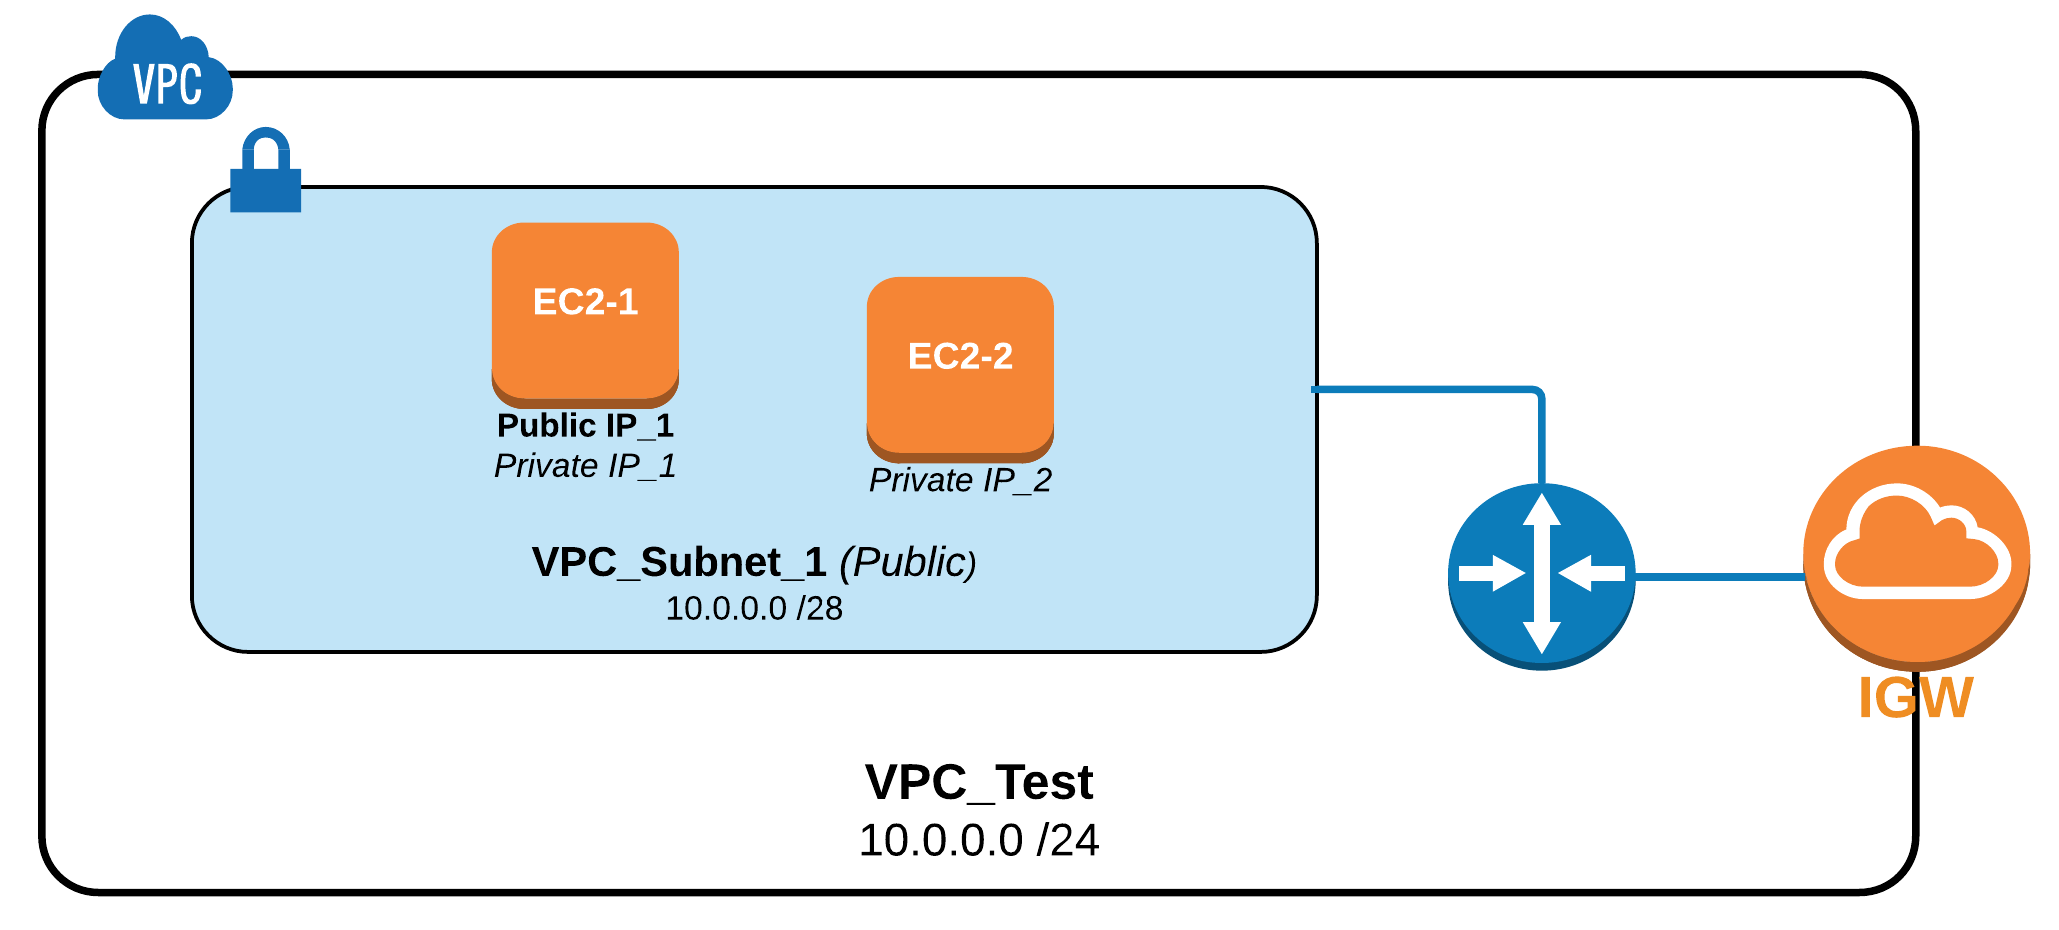 VPC
EC2-1
Public IP_1
Private IP_1
EC2-2
Private IP_2
VPC_Subnet_1 (Public)
10.0.0.0 /28
IGW
VPC_Test
10.0.0.0 /24